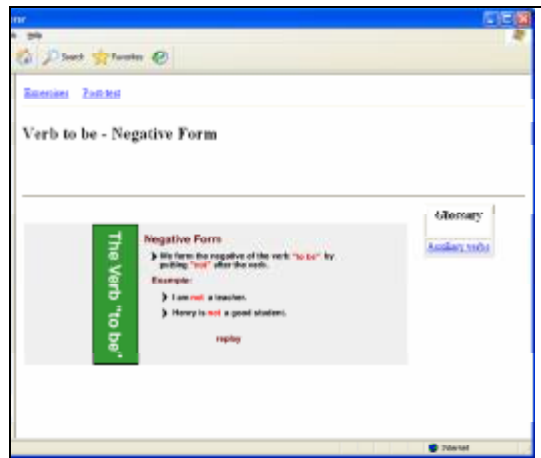 Help
Search Favorites
Exercises Post-test
Verb to be - Negative Form
Glossary
Auxiliary verbs
The Verb "to be"
Negative Form
We form the negative of the verb "to be" by
putting "not" after the verb.
Example:
I am not a teacher.
Henry is not a good student.
replay
Internet